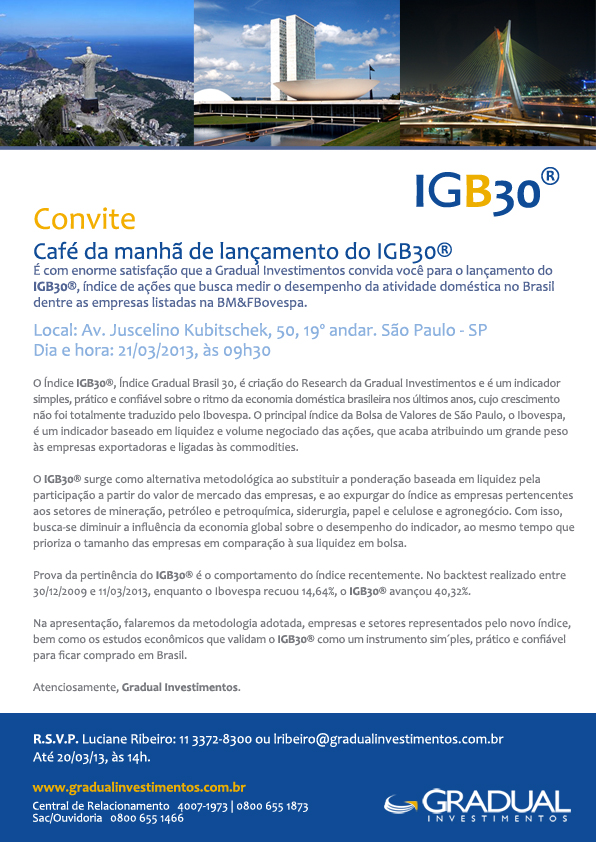 IGB30®
Convite
Café da manhã de lançamento do IGB30®
É com enorme satisfação que a Gradual Investimentos convida você para o lançamento do
IGB30®, índice de ações que busca medir o desempenho da atividade doméstica no Brasil
dentre as empresas listadas na BM&FBovespa.
Local: Av. Juscelino Kubitschek, 50, 19º andar. São Paulo - SP
Dia e hora: 21/03/2013, às 09h30
O Índice IGB30®, Índice Gradual Brasil 30, é criação do Research da Gradual Investimentos e é um indicador
simples, prático e confiável sobre o ritmo da economia doméstica brasileira nos últimos anos, cujo crescimento
não foi totalmente traduzido pelo Ibovespa. O principal índice da Bolsa de Valores de São Paulo, o Ibovespa,
é um indicador baseado em liquidez e volume negociado das ações, que acaba atribuindo um grande peso
às empresas exportadoras e ligadas às commodities.
O IGB30® surge como alternativa metodológica ao substituir a ponderação baseada em liquidez pela
participação a partir do valor de mercado das empresas, e ao expurgar do índice as empresas pertencentes
aos setores de mineração, petróleo e petroquímica, siderurgia, papel e celulose e agronegócio. Com isso,
busca-se diminuir a influência da economia global sobre o desempenho do indicador, ao mesmo tempo que
prioriza o tamanho das empresas em comparação à sua liquidez em bolsa.
Prova da pertinência do IGB30® é o comportamento do índice recentemente. No backtest realizado entre
30/12/2009 e 11/03/2013, enquanto o Ibovespa recuou 14,64%, o IGB30® avançou 40,32%.
Na apresentação, falaremos da metodologia adotada, empresas e setores representados pelo novo índice,
bem como os estudos econômicos que validam o IGB30® como um instrumento sim´ples, prático e confiável
para ficar comprado em Brasil.
Atenciosamente, Gradual Investimentos.
R.S.V.P. Luciane Ribeiro: 11 3372-8300 ou lribeiro@gradualinvestimentos.com.br
Até 20/03/13, às 14h.
www.gradualinvestimentos.com.br
Central de Relacionamento 4007-1973 | 0800 655 1873
Sac/Ouvidoria 0800 655 1466
GRADUAL
INVESTIMENTOS